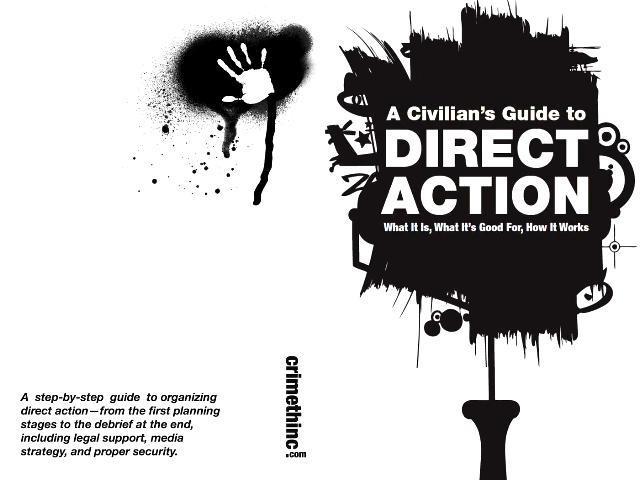 A Civilian's Guide to
DIRECT
ACTION
What It Is, What It's Good For, How It Works
A step-by-step guide to organizing
direct action—from the first planning
stages to the debrief at the end,
including legal support, media
strategy, and proper security.
crimethinc.com